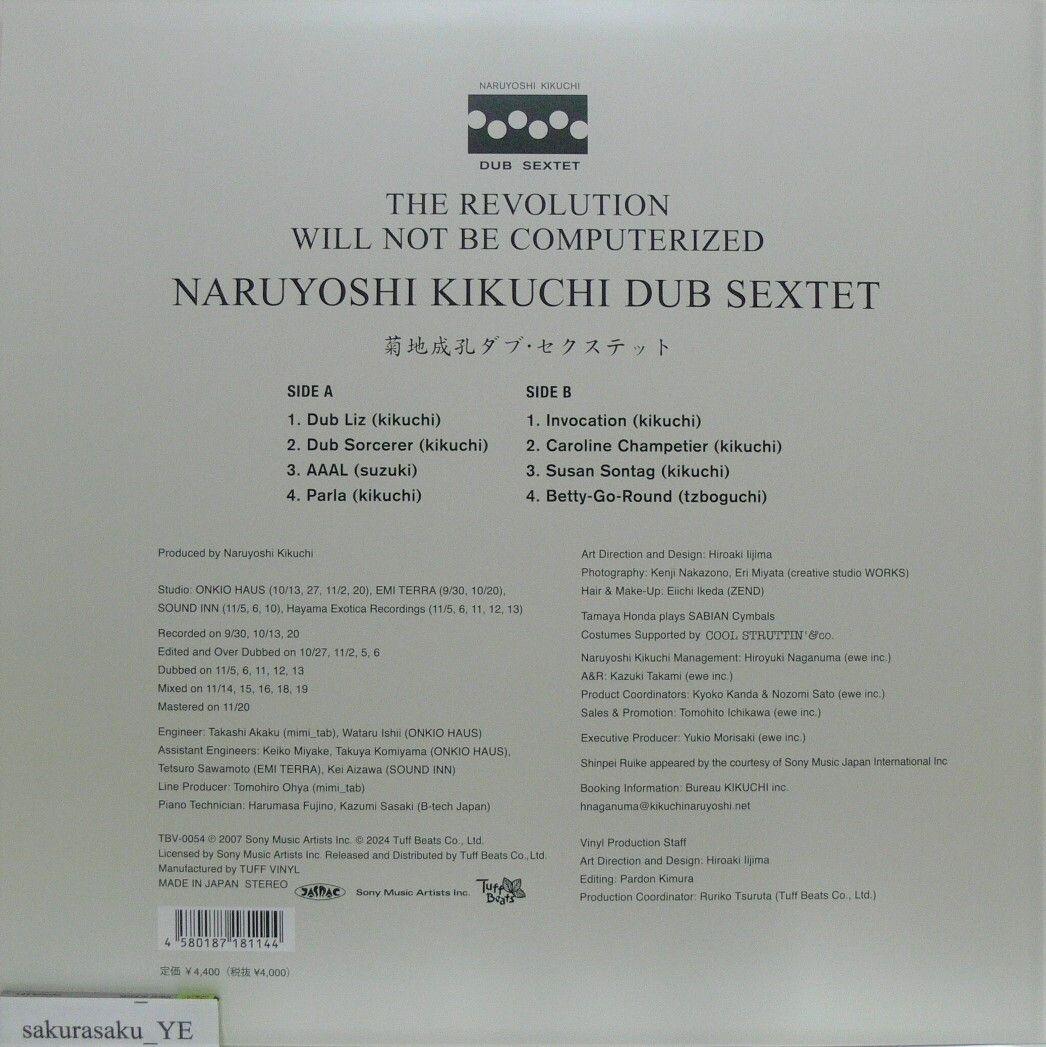 NARUYOSHI KIKUCHI
DUB SEXTET
THE REVOLUTION
WILL NOT BE COMPUTERIZED
NARUYOSHI KIKUCHI DUB SEXTET
菊地成孔ダブ・セクステット
SIDE A
1. Dub Liz (kikuchi)
2. Dub Sorcerer (kikuchi)
3. AAAL (suzuki)
4. Parla (kikuchi)
SIDE B
1. Invocation (kikuchi)
2. Caroline Champetier (kikuchi)
3. Susan Sontag (kikuchi)
4. Betty-Go-Round (tzboguchi)
Produced by Naruyoshi Kikuchi
Studio: ONKIO HAUS (10/13, 27, 11/2, 20), EMI TERRA (9/30, 10/20),
SOUND INN (11/5, 6, 10), Hayama Exotica Recordings (11/5, 6, 11, 12, 13)
Recorded on 9/30, 10/13, 20
Edited and Over Dubbed on 10/27, 11/2, 5, 6
Dubbed on 11/5, 6, 11, 12, 13
Mixed on 11/14, 15, 16, 18, 19
Mastered on 11/20
Engineer: Takashi Akaku (mimi_tab), Wataru Ishii (ONKIO HAUS)
Assistant Engineers: Keiko Miyake, Takuya Komiyama (ONKIO HAUS),
Tetsuro Sawamoto (EMI TERRA), Kei Aizawa (SOUND INN)
Line Producer: Tomohiro Ohya (mimi_tab)
Piano Technician: Harumasa Fujino, Kazumi Sasaki (B-tech Japan)
TBV-0054 ℗ 2007 Sony Music Artists Inc. © 2024 Tuff Beats Co., Ltd.
Licensed by Sony Music Artists Inc. Released and Distributed by Tuff Beats Co.,Ltd.
Manufactured by TUFF VINYL
MADE IN JAPAN STEREO
JASRAC
Sony Music Artists Inc.
Tuff Beats
4 580187 181144
定価 ¥4,400（税抜 ¥4,000）
Art Direction and Design: Hiroaki Iijima
Photography: Kenji Nakazono, Eri Miyata (creative studio WORKS)
Hair & Make-Up: Eiichi Ikeda (ZEND)
Tamaya Honda plays SABIAN Cymbals
Costumes Supported by COOL STRUTTIN'&co.
Naruyoshi Kikuchi Management: Hiroyuki Naganuma (ewe inc.)
A&R: Kazuki Takami (ewe inc.)
Product Coordinators: Kyoko Kanda & Nozomi Sato (ewe inc.)
Sales & Promotion: Tomohito Ichikawa (ewe inc.)
Executive Producer: Yukio Morisaki (ewe inc.)
Shinpei Ruike appeared by the courtesy of Sony Music Japan International Inc
Booking Information: Bureau KIKUCHI inc.
hnaganuma@kikuchinaruyoshi.net
Vinyl Production Staff
Art Direction and Design: Hiroaki Iijima
Editing: Pardon Kimura
Production Coordinator: Ruriko Tsuruta (Tuff Beats Co., Ltd.)
sakurasaku_YE